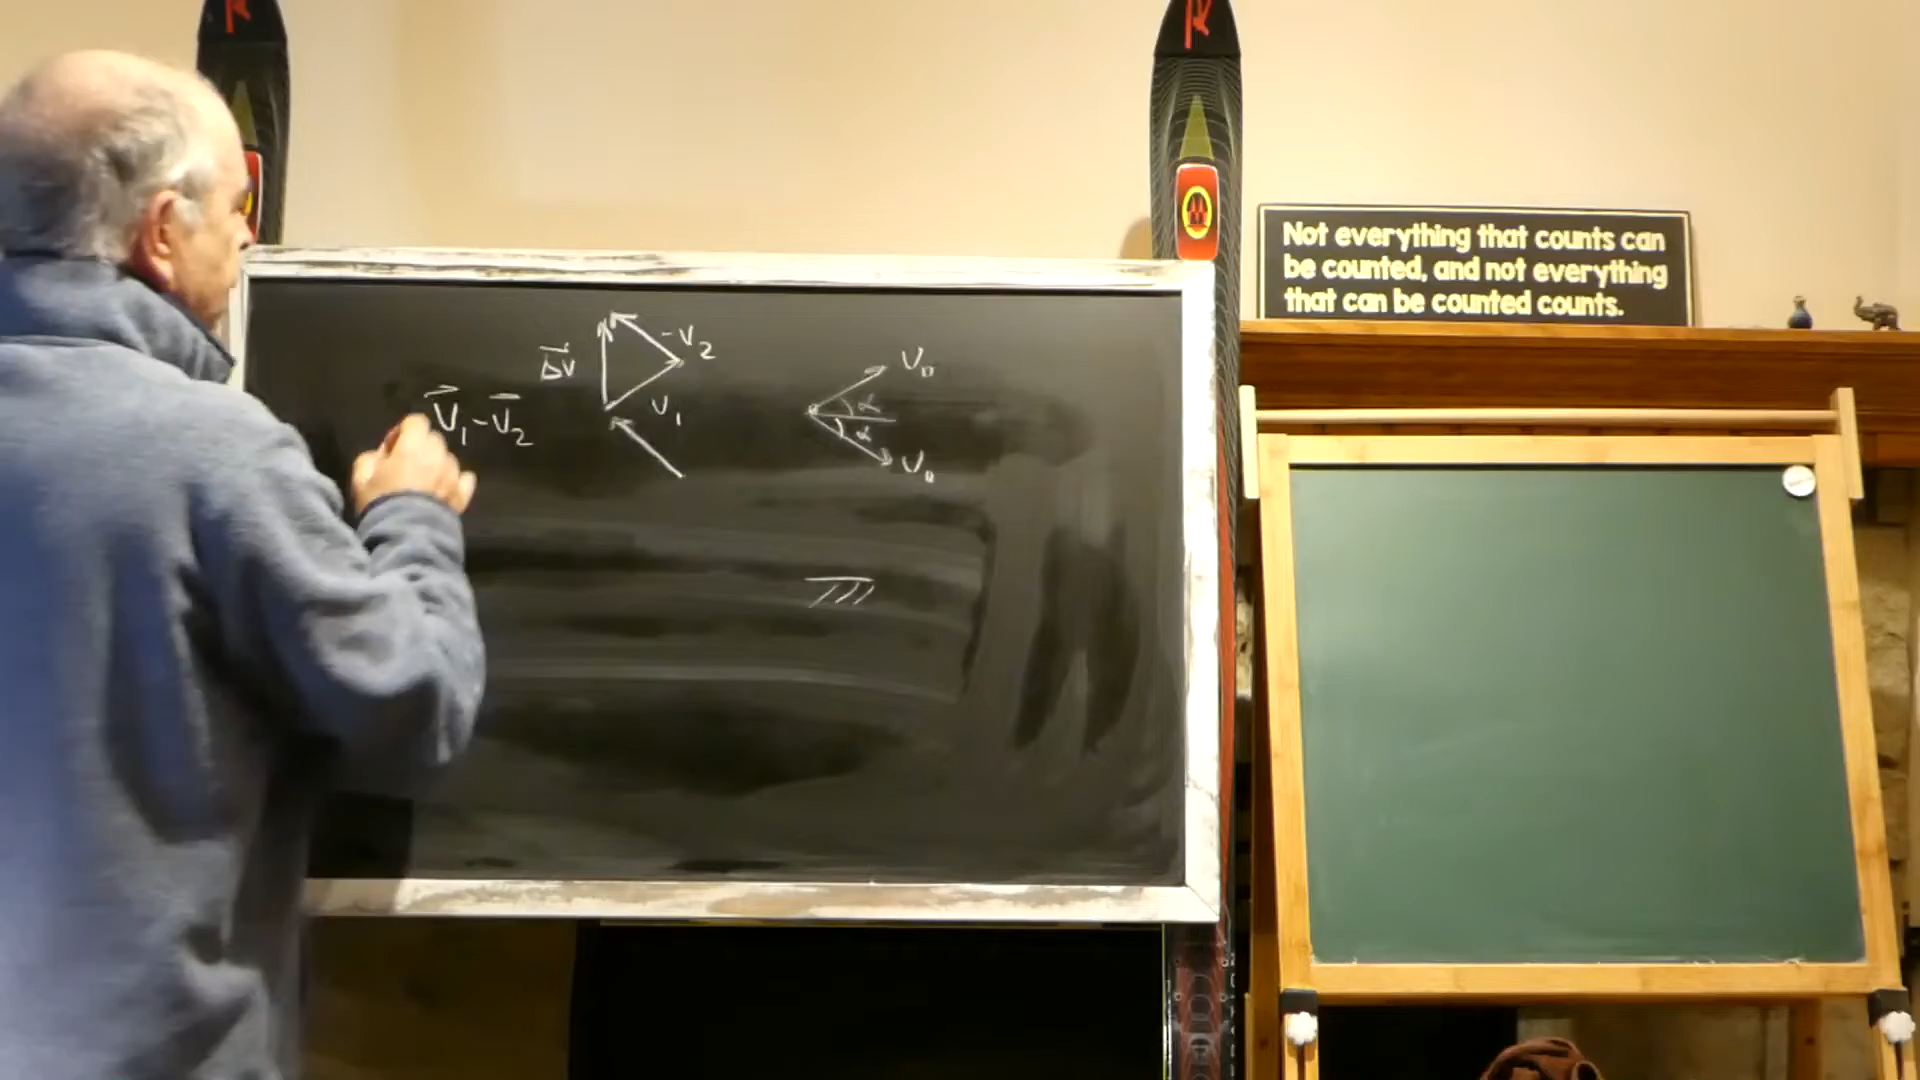 Not everything that counts can
be counted, and not everything
that can be counted counts.
-V₂
ΔV
V₁
V₁-V₂
V₀
α
α
V₀